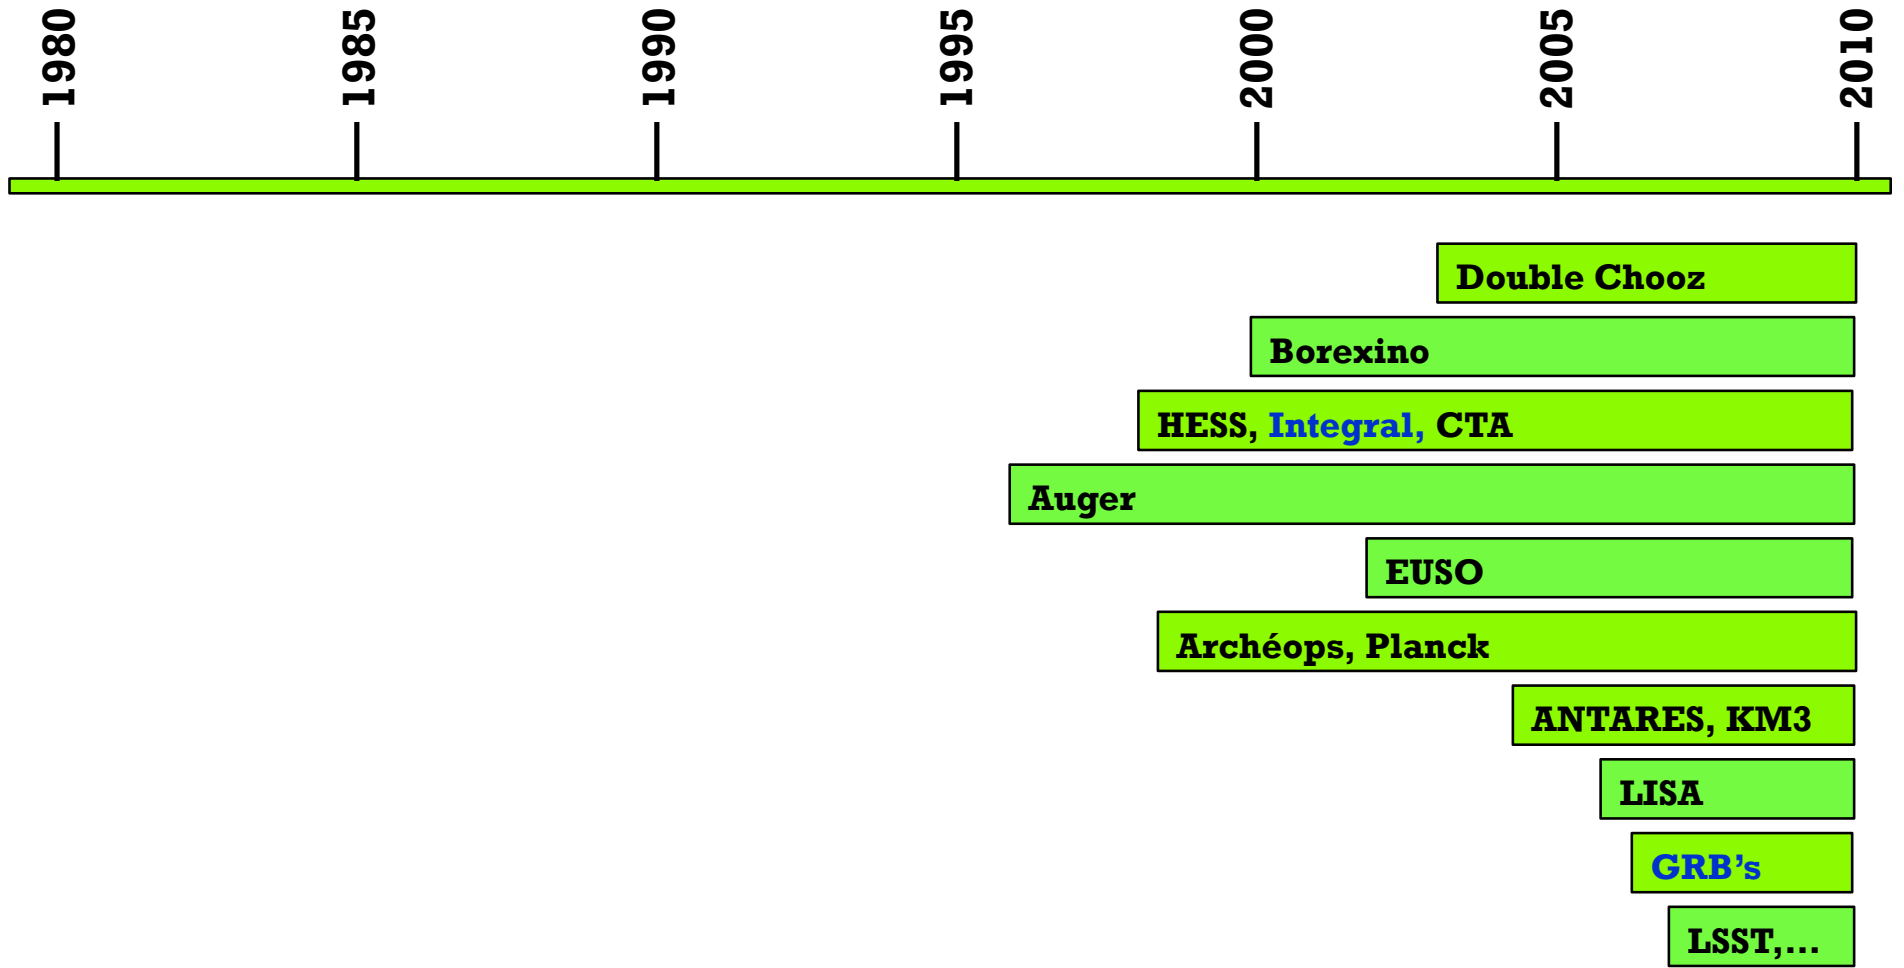 1980
1985
1990
1995
2000
2005
2010
Double Chooz
Borexino
HESS, Integral, CTA
Auger
EUSO
Archéops, Planck
ANTARES, KM3
LISA
GRB’s
LSST,...